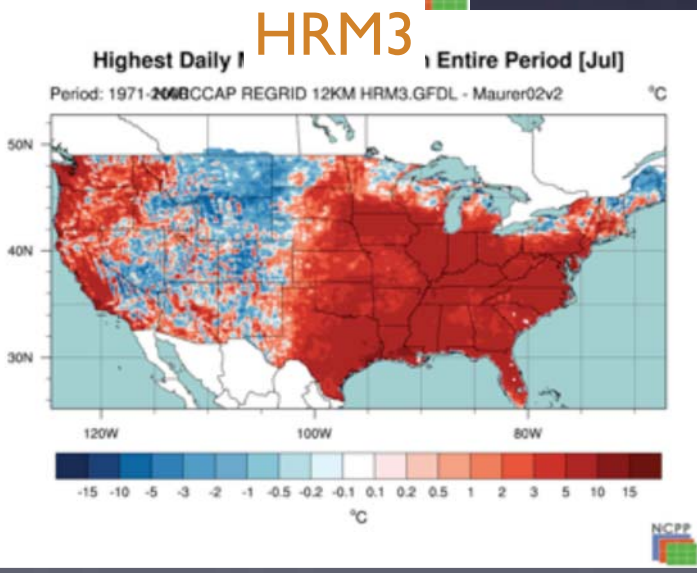 HRM3
Highest Daily Entire Period [Jul]
Period: 1971- NARCCAP REGRID 12KM HRM3.GFDL - Maurer02v2 °C
50N
40N
30N
120W 100W 80W
-15 -10 -5 -3 -2 -1 -0.5 -0.2 -0.1 0.1 0.2 0.5 1 2 3 5 10 15
°C
NCPP